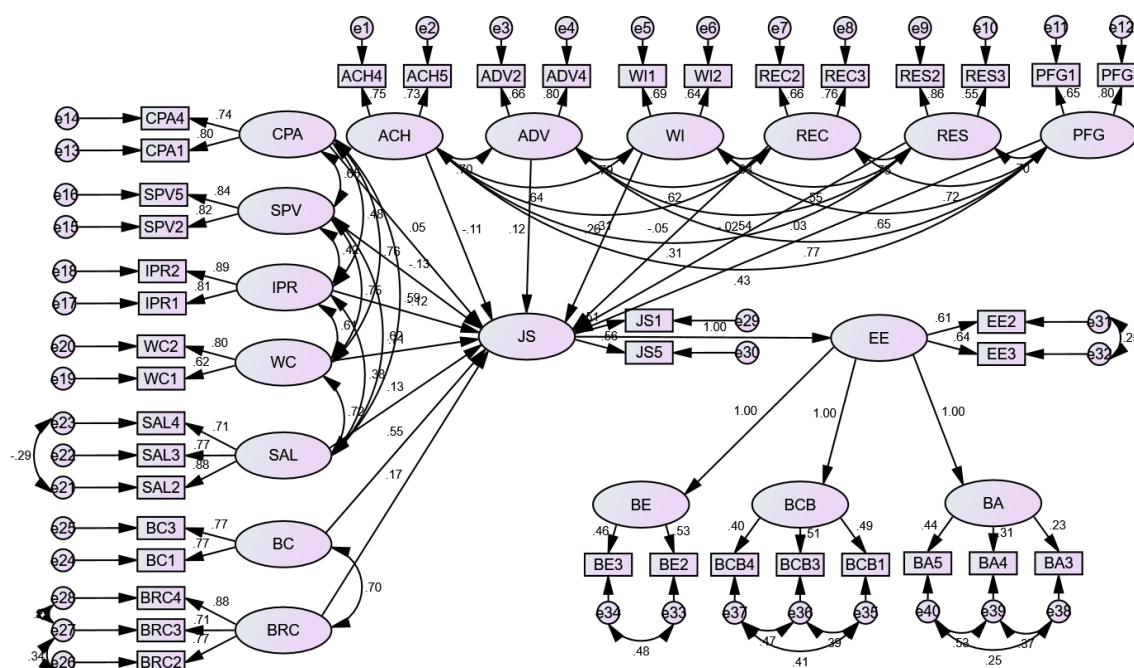 e1 e2 e3 e4 e5 e6 e7 e8 e9 e10 e11 e12
ACH4 ACH5 ADV2 ADV4 WI1 WI2 REC2 REC3 RES2 RES3 PFG1 PFG
.75 .73 .66 .80 .69 .64 .66 .76 .86 .55 .65 .80
ACH ADV WI REC RES PFG
e14 CPA4 .74
e13 CPA1 .80
CPA
e16 SPV5 .84
e15 SPV2 .82
SPV
e18 IPR2 .89
e17 IPR1 .81
IPR
e20 WC2 .80
e19 WC1 .62
WC
e23 SAL4 .71
e22 SAL3 .77
e21 SAL2 .88
SAL
-.29
e25 BC3 .77
e24 BC1 .77
BC
.70
e28 BRC4 .88
e27 BRC3 .71
e26 BRC2 .77
BRC
.34
.70 .70
.64 .62 .55 .72
.31 .77 .65
.43
.48
.42 .76
.75 .59
.61
.38
.72
.05 -.11 .12 .26 -.05 -.02 .03
-.13
-.12
.13
.55
.17
JS
JS1 e29
JS5 e30
.56
1.00
EE
.61 EE2 e31
.64 EE3 e32
1.00 1.00 1.00
BE BCB BA
.46 .53 .40 .51 .49 .44 .31 .23
BE3 BE2 BCB4 BCB3 BCB1 BA5 BA4 BA3
e34 e33 e37 e36 e35 e40 e39 e38
.48 .47 .39 .53 .37
.41 .25